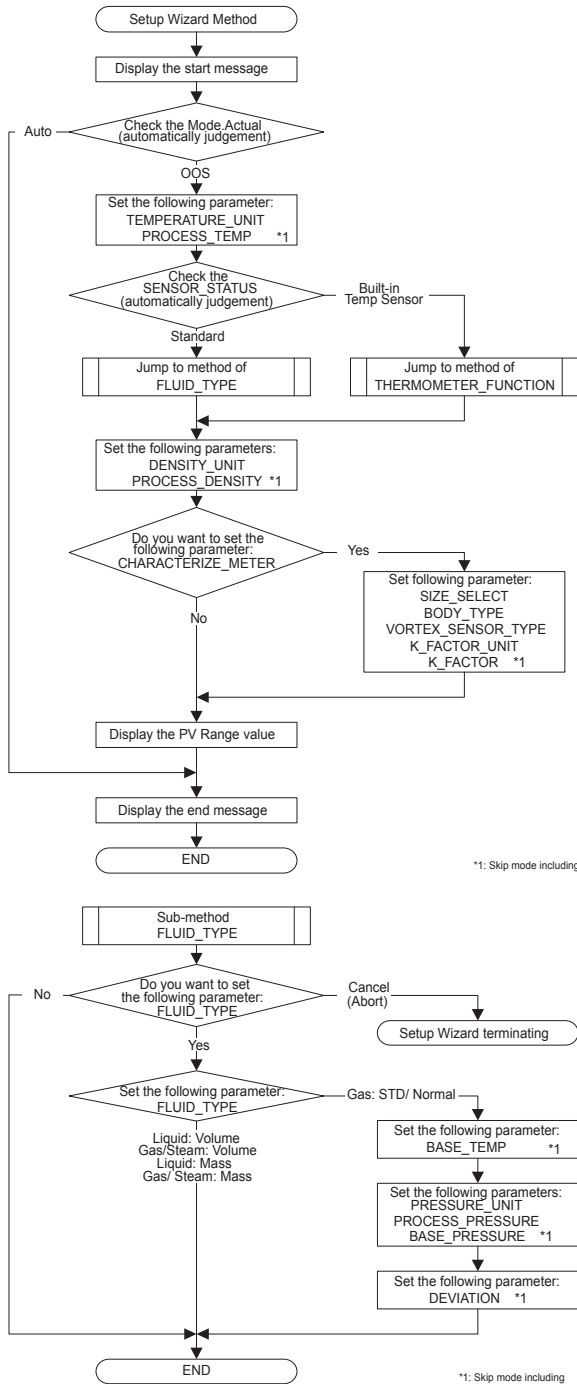 Setup Wizard Method
Display the start message
Check the Mode.Actual
(automatically judgement)
Auto
OOS
Set the following parameter:
TEMPERATURE_UNIT
PROCESS_TEMP *1
Check the
SENSOR_STATUS
(automatically judgement)
Built-in
Temp Sensor
Standard
Jump to method of
FLUID_TYPE
Jump to method of
THERMOMETER_FUNCTION
Set the following parameters:
DENSITY_UNIT
PROCESS_DENSITY *1
Do you want to set the
following parameter:
CHARACTERIZE_METER
Yes
No
Set following parameter:
SIZE_SELECT
BODY_TYPE
VORTEX_SENSOR_TYPE
K_FACTOR_UNIT
K_FACTOR *1
Display the PV Range value
Display the end message
END
*1: Skip mode including
Sub-method
FLUID_TYPE
Do you want to set
the following parameter:
FLUID_TYPE
No
Cancel
(Abort)
Setup Wizard terminating
Yes
Set the following parameter:
FLUID_TYPE
Gas: STD/ Normal
Liquid: Volume
Gas/Steam: Volume
Liquid: Mass
Gas/ Steam: Mass
Set the following parameter:
BASE_TEMP *1
Set the following parameters:
PRESSURE_UNIT
PROCESS_PRESSURE
BASE_PRESSURE *1
Set the following parameter:
DEVIATION *1
END
*1: Skip mode including